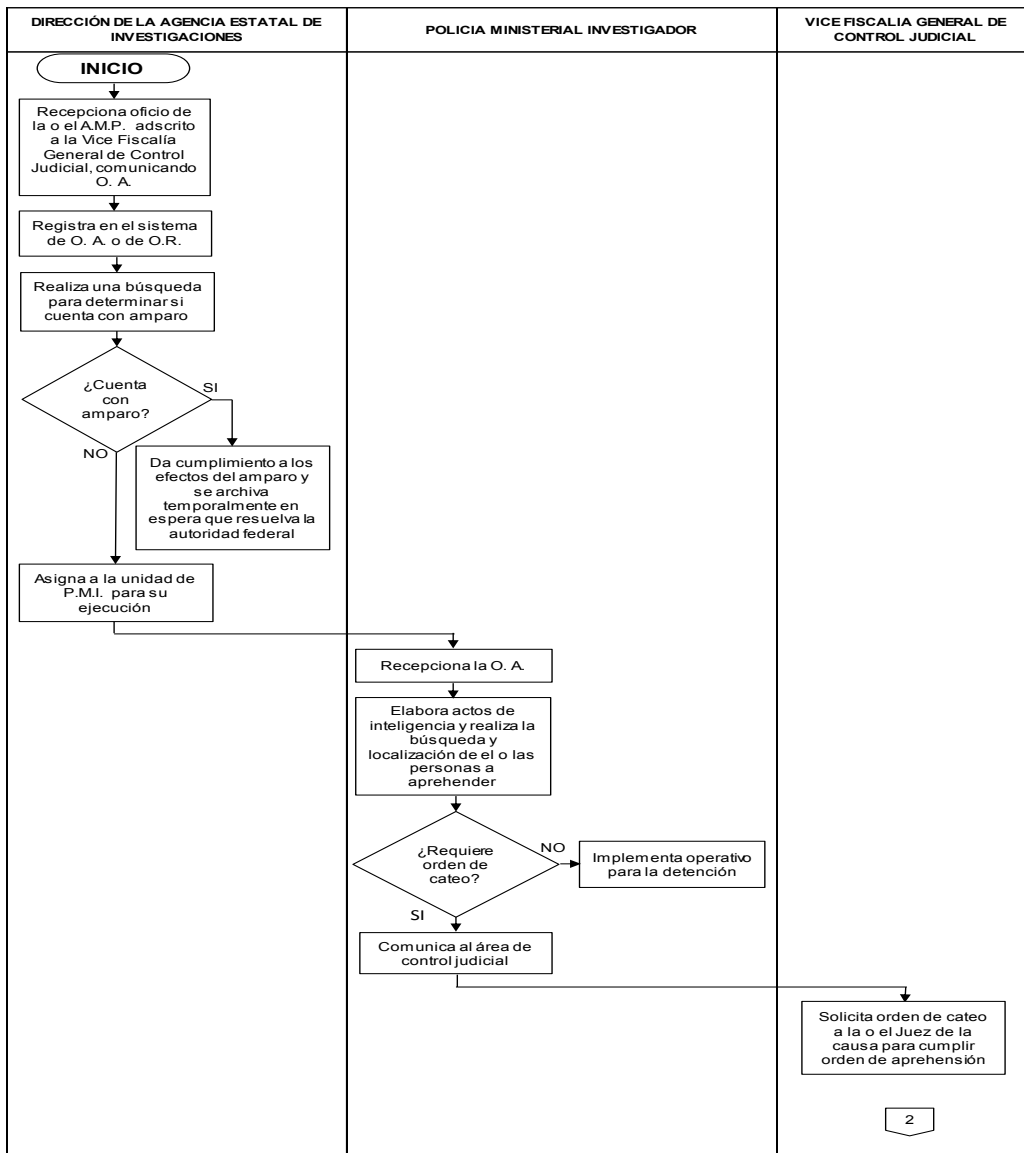 DIRECCIÓN DE LA AGENCIA ESTATAL DE
INVESTIGACIONES
POLICIA MINISTERIAL INVESTIGADOR
VICE FISCALIA GENERAL DE
CONTROL JUDICIAL
INICIO
Recepciona oficio de
la o el A.M.P. adscrito
a la Vice Fiscalía
General de Control
Judicial, comunicando
O. A.
Registra en el sistema
de O. A. o de O.R.
Realiza una búsqueda
para determinar si
cuenta con amparo
¿Cuenta
con
amparo?
SI
NO
Da cumplimiento a los
efectos del amparo y
se archiva
temporalmente en
espera que resuelva la
autoridad federal
Asigna a la unidad de
P.M.I. para su
ejecución
Recepciona la O. A.
Elabora actos de
inteligencia y realiza la
búsqueda y
localización de el o las
personas a
aprehender
¿Requiere
orden de
cateo?
NO
Implementa operativo
para la detención
SI
Comunica al área de
control judicial
Solicita orden de cateo
a la o el Juez de la
causa para cumplir
orden de aprehensión
2